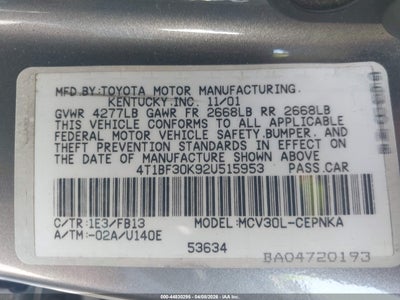 MFD.BY:TOYOTA MOTOR MANUFACTURING.
KENTUCKY.INC. 11/01
GVWR 4277LB GAWR FR 2668LB RR 2668LB
THIS VEHICLE CONFORMS TO ALL APPLICABLE
FEDERAL MOTOR VEHICLE SAFETY.BUMPER. AND
THEFT PREVENTION STANDARDS IN EFFECT ON
THE DATE OF MANUFACTURE SHOWN ABOVE.
4T1BF30K92U515953 PASS.CAR
C/TR:1E3/FB13 MODEL:MCV30L-CEPNKA
A/TM:-02A/U140E
53634
BA04720193
000-44830295 - 04/08/2026 - US IAA